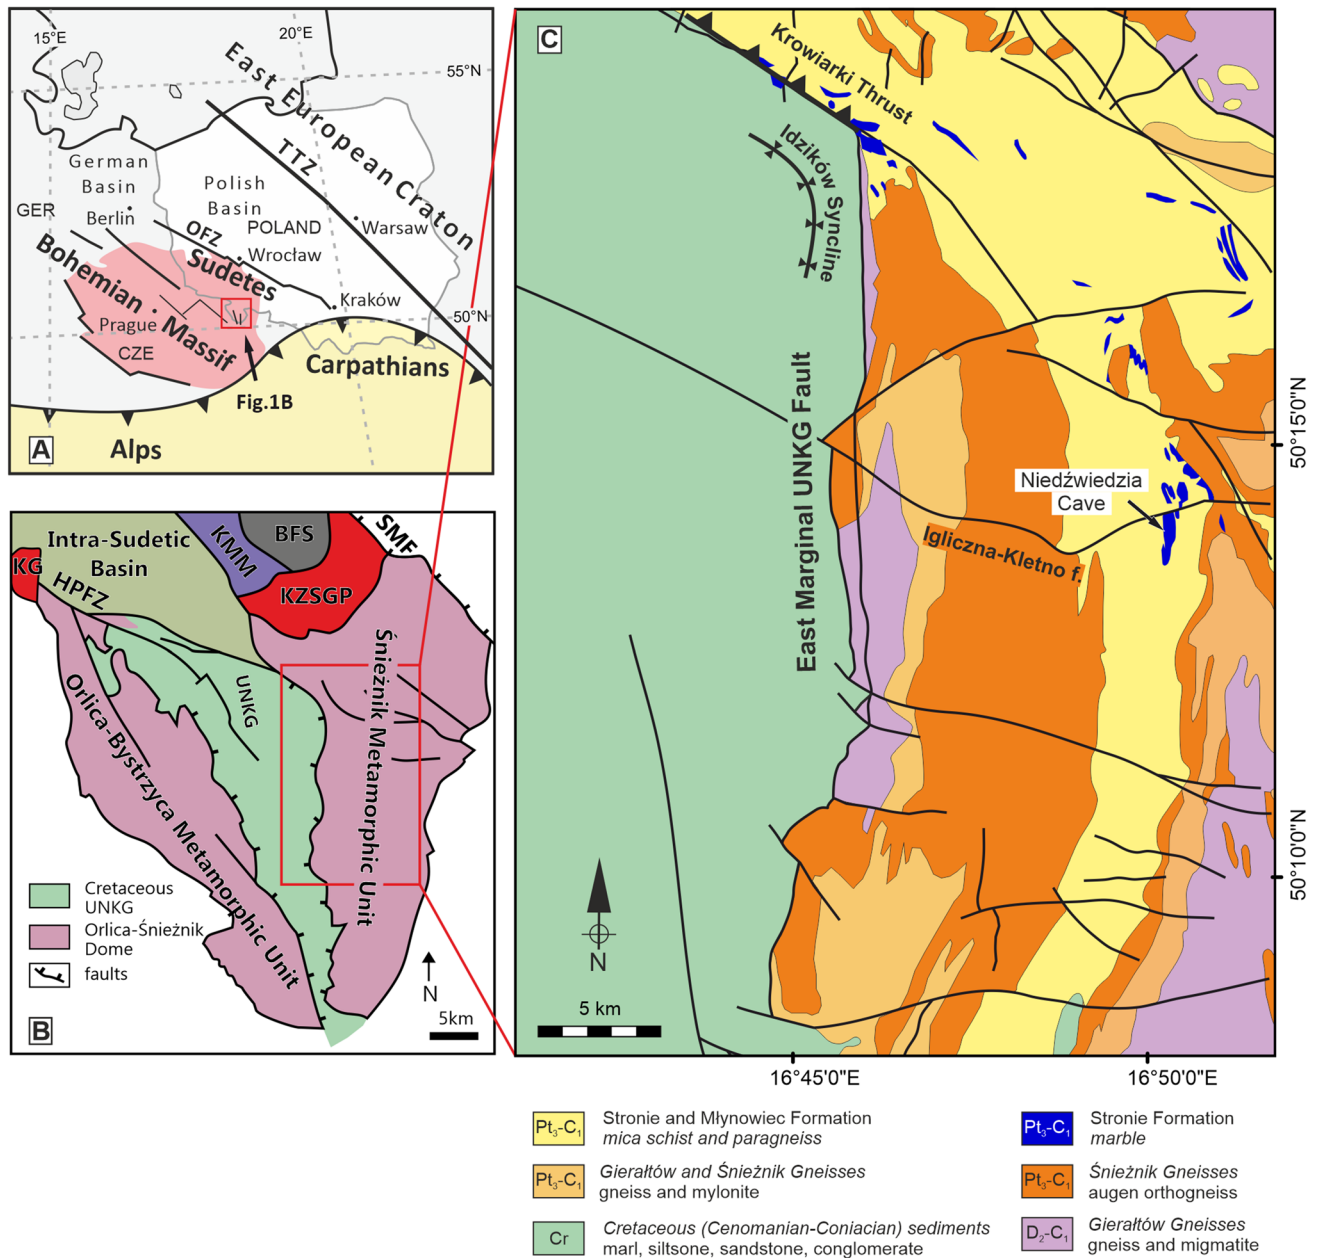 15°E
20°E
55°N
East European Craton
TTZ
German
Basin
Polish
Basin
GER
Berlin
POLAND
Warsaw
OFZ
Wrocław
Sudetes
Bohemian Massif
Kraków
50°N
Prague
CZE
Carpathians
Fig.1B
Alps
A
Intra-Sudetic
Basin
KMM
BFS
SMF
KG
HPFZ
KZSGP
UNKG
Śnieżnik Metamorphic Unit
Orlica-Bystrzyca Metamorphic Unit
Cretaceous
UNKG
Orlica-Śnieżnik
Dome
faults
N
5km
B
C
Krowiarki Thrust
Idzików Syncline
East Marginal UNKG Fault
Niedźwiedzia
Cave
Igliczna-Kletno f.
50°15'0"N
50°10'0"N
N
5 km
16°45'0"E
16°50'0"E
Pt₃-C₁
Stronie and Młynowiec Formation
mica schist and paragneiss
Pt₃-C₁
Stronie Formation
marble
Pt₃-C₁
Gierałtów and Śnieżnik Gneisses
gneiss and mylonite
Pt₃-C₁
Śnieżnik Gneisses
augen orthogneiss
Cr
Cretaceous (Cenomanian-Coniacian) sediments
marl, siltsone, sandstone, conglomerate
D₂-C₁
Gierałtów Gneisses
gneiss and migmatite